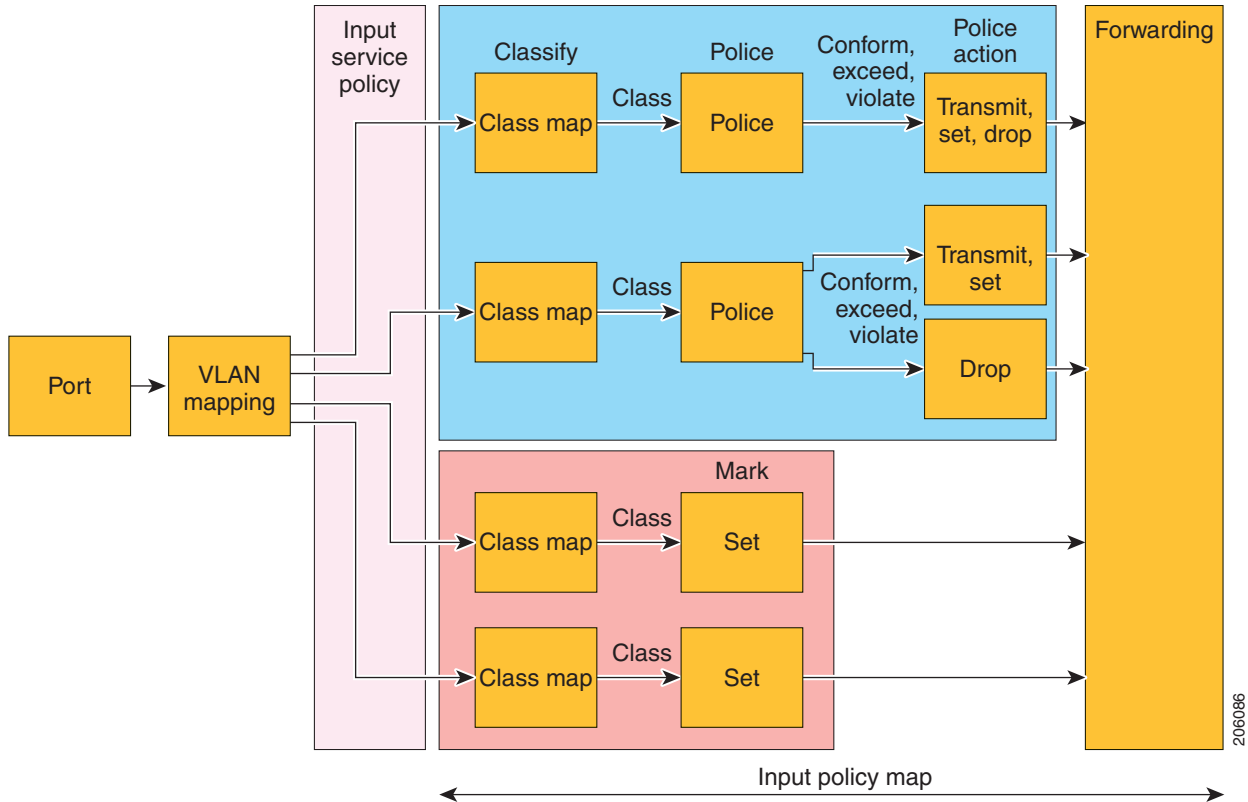 Input
service
policy
Classify
Police
Conform,
exceed,
violate
Police
action
Forwarding
Class map
Class
Police
Transmit,
set, drop
Class map
Class
Police
Conform,
exceed,
violate
Transmit,
set
Drop
Port
VLAN
mapping
Mark
Class map
Class
Set
Class map
Class
Set
Input policy map
206086